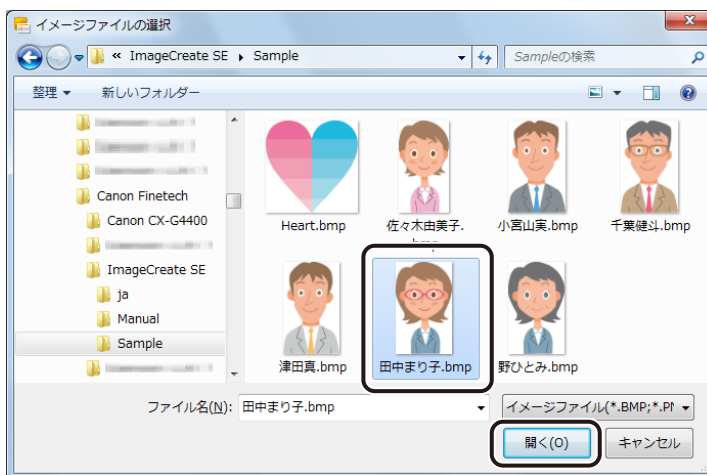 イメージファイルの選択
« ImageCreate SE ▸ Sample
Sampleの検索
整理 ▼ 新しいフォルダー
Canon Finetech
Canon CX-G4400
ImageCreate SE
ja
Manual
Sample
Heart.bmp
佐々木由美子.
小宮山実.bmp
千葉健斗.bmp
津田真.bmp
田中まり子.bmp
野ひとみ.bmp
ファイル名(N): 田中まり子.bmp
イメージファイル(*.BMP;*.PI
開く(O)
キャンセル